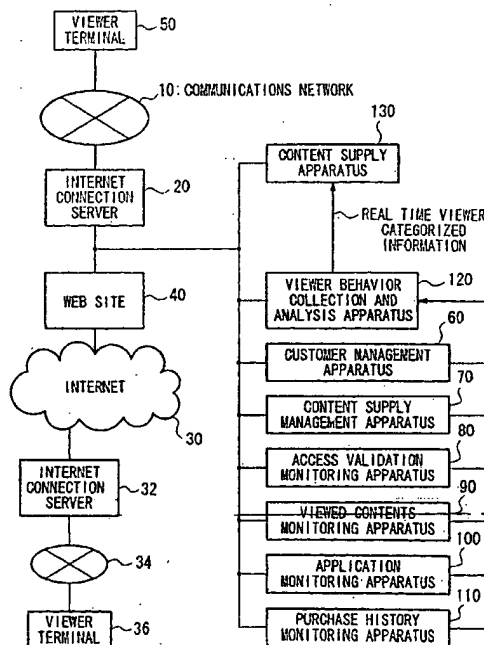 VIEWER
TERMINAL
50
10: COMMUNICATIONS NETWORK
INTERNET
CONNECTION
SERVER
20
WEB SITE
40
INTERNET
30
INTERNET
CONNECTION
SERVER
32
34
VIEWER
TERMINAL
36
130
CONTENT SUPPLY
APPARATUS
REAL TIME VIEWER
CATEGORIZED
INFORMATION
VIEWER BEHAVIOR
COLLECTION AND
ANALYSIS APPARATUS
120
60
CUSTOMER MANAGEMENT
APPARATUS
70
CONTENT SUPPLY
MANAGEMENT APPARATUS
80
ACCESS VALIDATION
MONITORING APPARATUS
90
VIEWED CONTENTS
MONITORING APPARATUS
100
APPLICATION
MONITORING APPARATUS
110
PURCHASE HISTORY
MONITORING APPARATUS